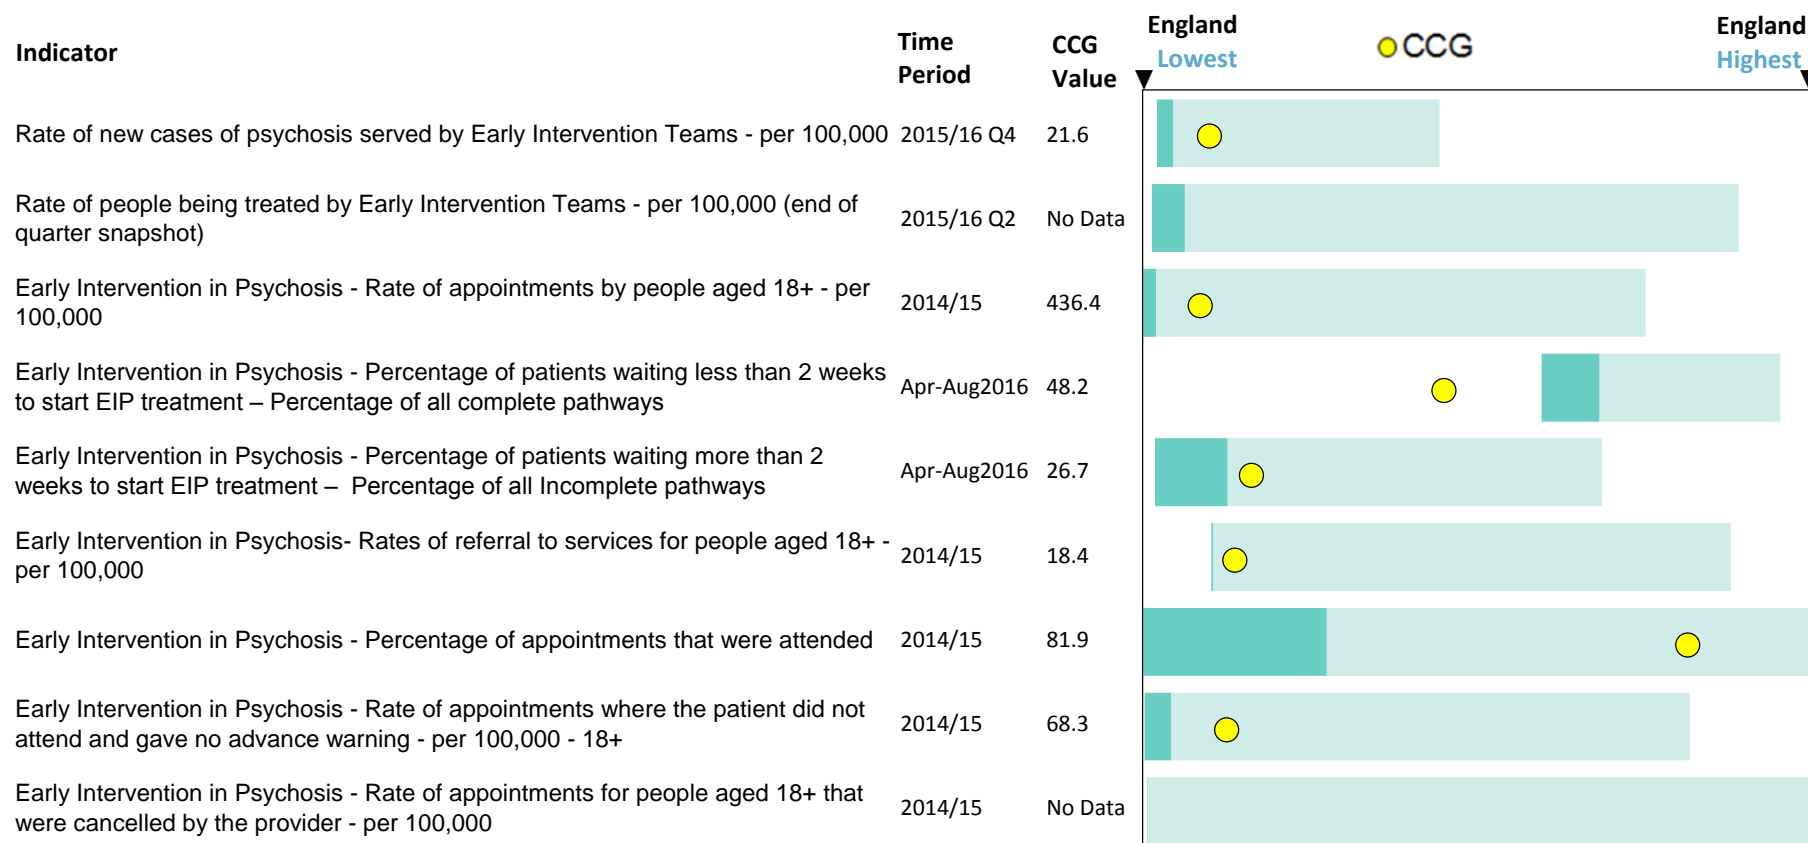 Indicator
Time Period
CCG Value
England Lowest
CCG
England Highest
Rate of new cases of psychosis served by Early Intervention Teams - per 100,000 2015/16 Q4 21.6
Rate of people being treated by Early Intervention Teams - per 100,000 (end of
quarter snapshot)
2015/16 Q2 No Data
Early Intervention in Psychosis - Rate of appointments by people aged 18+ - per
100,000
2014/15 436.4
Early Intervention in Psychosis - Percentage of patients waiting less than 2 weeks
to start EIP treatment – Percentage of all complete pathways
Apr-Aug2016 48.2
Early Intervention in Psychosis - Percentage of patients waiting more than 2
weeks to start EIP treatment – Percentage of all Incomplete pathways
Apr-Aug2016 26.7
Early Intervention in Psychosis- Rates of referral to services for people aged 18+ -
per 100,000
2014/15 18.4
Early Intervention in Psychosis - Percentage of appointments that were attended 2014/15 81.9
Early Intervention in Psychosis - Rate of appointments where the patient did not
attend and gave no advance warning - per 100,000 - 18+
2014/15 68.3
Early Intervention in Psychosis - Rate of appointments for people aged 18+ that
were cancelled by the provider - per 100,000
2014/15 No Data